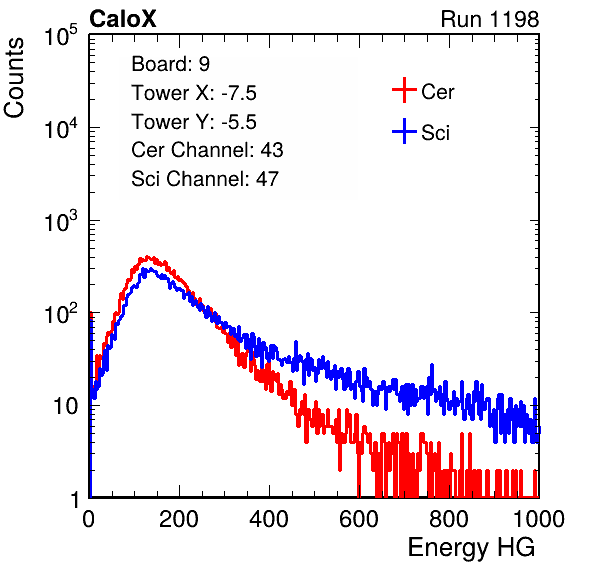 CaloX Run 1198
Counts
10^5
10^4
10^3
10^2
10
1
Board: 9
Tower X: -7.5
Tower Y: -5.5
Cer Channel: 43
Sci Channel: 47
Cer
Sci
0 200 400 600 800 1000
Energy HG